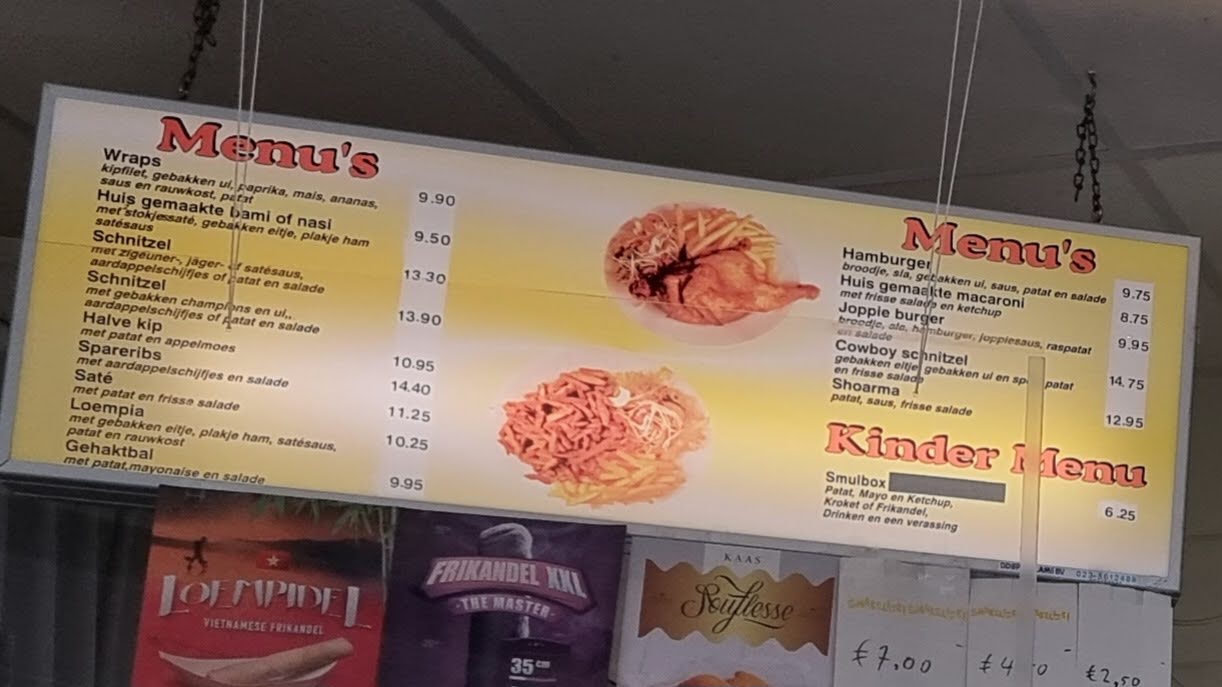 Menu's
Wraps
kipfilet, gebakken ui, paprika, mais, ananas,
saus en rauwkost, patat
9.90
Huis gemaakte bami of nasi
met stokjessaté, gebakken eitje, plakje ham
satésaus
9.50
Schnitzel
met zigeuner-, jäger- of satésaus,
aardappelschijfjes of patat en salade
13.30
Schnitzel
met gebakken champions en ui,,
aardappelschijfjes of patat en salade
13.90
Halve kip
met patat en appelmoes
10.95
Spareribs
met aardappelschijfjes en salade
14.40
Saté
met patat en frisse salade
11.25
Loempia
met gebakken eitje, plakje ham, satésaus,
patat en rauwkost
10.25
Gehaktbal
met patat,mayonaise en salade
9.95
Menu's
Hamburger
broodje, sla, gebakken ui, saus, patat en salade
9.75
Huis gemaakte macaroni
met frisse salade en ketchup
8.75
Joppie burger
broodje, sla, hamburger, joppiesaus, raspatat
en salade
9.95
Cowboy schnitzel
gebakken eitje, gebakken ui en patat
en frisse salade
14.75
Shoarma
patat, saus, frisse salade
12.95
Kinder Menu
Smulbox
Patat, Mayo en Ketchup,
Kroket of Frikandel,
Drinken en een verassing
6.25
LOEMPIDEL
VIETNAMESE FRIKANDEL
FRIKANDEL XXL
-THE MASTER-
35 cm
KAAS
Souflesse
€ 7,00
€ 4
€ 2,50